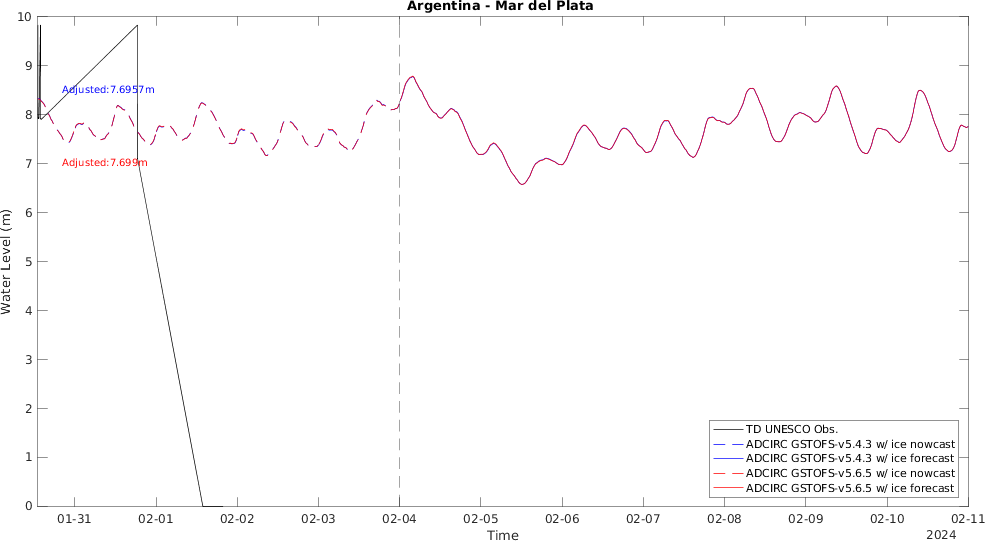 Argentina - Mar del Plata
10
9
8
7
6
5
4
3
2
1
0
Water Level (m)
Adjusted:7.6957m
Adjusted:7.699m
TD UNESCO Obs.
ADCIRC GSTOFS-v5.4.3 w/ ice nowcast
ADCIRC GSTOFS-v5.4.3 w/ ice forecast
ADCIRC GSTOFS-v5.6.5 w/ ice nowcast
ADCIRC GSTOFS-v5.6.5 w/ ice forecast
01-31 02-01 02-02 02-03 02-04 02-05 02-06 02-07 02-08 02-09 02-10 02-11
Time
2024